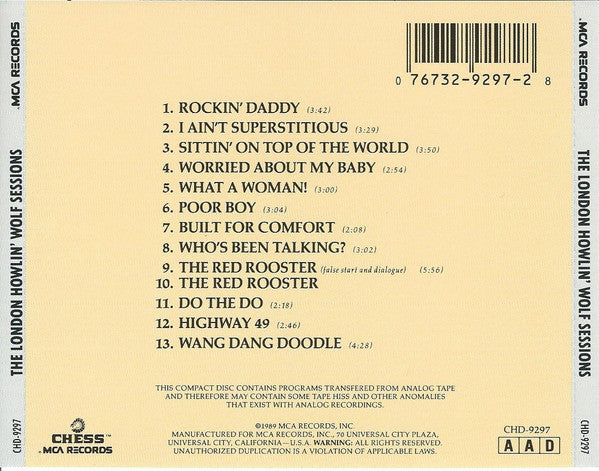 .MCA RECORDS
THE LONDON HOWLIN' WOLF SESSIONS
CHD-9297
0 76732-9297-2 8
1. ROCKIN' DADDY (3:42)
2. I AIN'T SUPERSTITIOUS (3:29)
3. SITTIN' ON TOP OF THE WORLD (3:50)
4. WORRIED ABOUT MY BABY (2:54)
5. WHAT A WOMAN! (3:00)
6. POOR BOY (3:04)
7. BUILT FOR COMFORT (2:08)
8. WHO'S BEEN TALKING? (3:02)
9. THE RED ROOSTER (false start and dialogue) (5:56)
10. THE RED ROOSTER
11. DO THE DO (2:18)
12. HIGHWAY 49 (2:46)
13. WANG DANG DOODLE (4:28)
THIS COMPACT DISC CONTAINS PROGRAMS TRANSFERED FROM ANALOG TAPE
AND THEREFORE MAY CONTAIN SOME TAPE HISS AND OTHER ANOMALIES
THAT EXIST WITH ANALOG RECORDINGS.
©1989 MCA RECORDS, INC.
MANUFACTURED FOR MCA RECORDS, INC., 70 UNIVERSAL CITY PLAZA,
UNIVERSAL CITY, CALIFORNIA—U.S.A. WARNING: ALL RIGHTS RESERVED.
UNAUTHORIZED DUPLICATION IS A VIOLATION OF APPLICABLE LAWS.
CHESS™
.MCA RECORDS
CHD-9297
A A D
.MCA RECORDS
THE LONDON HOWLIN' WOLF SESSIONS
CHD-9297